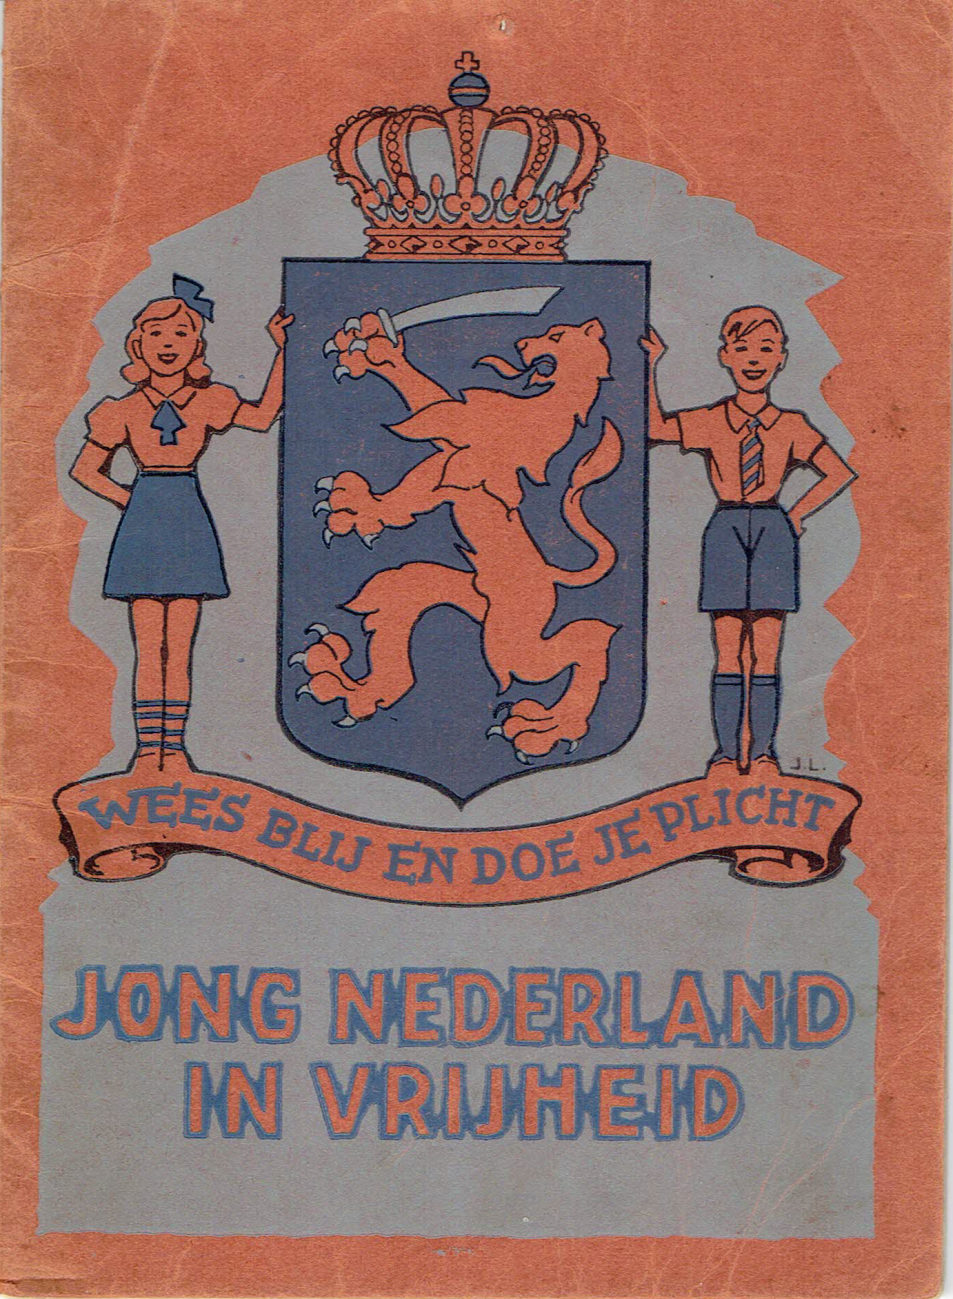 J.L.
WEES BLIJ EN DOE JE PLICHT
JONG NEDERLAND
IN VRIJHEID